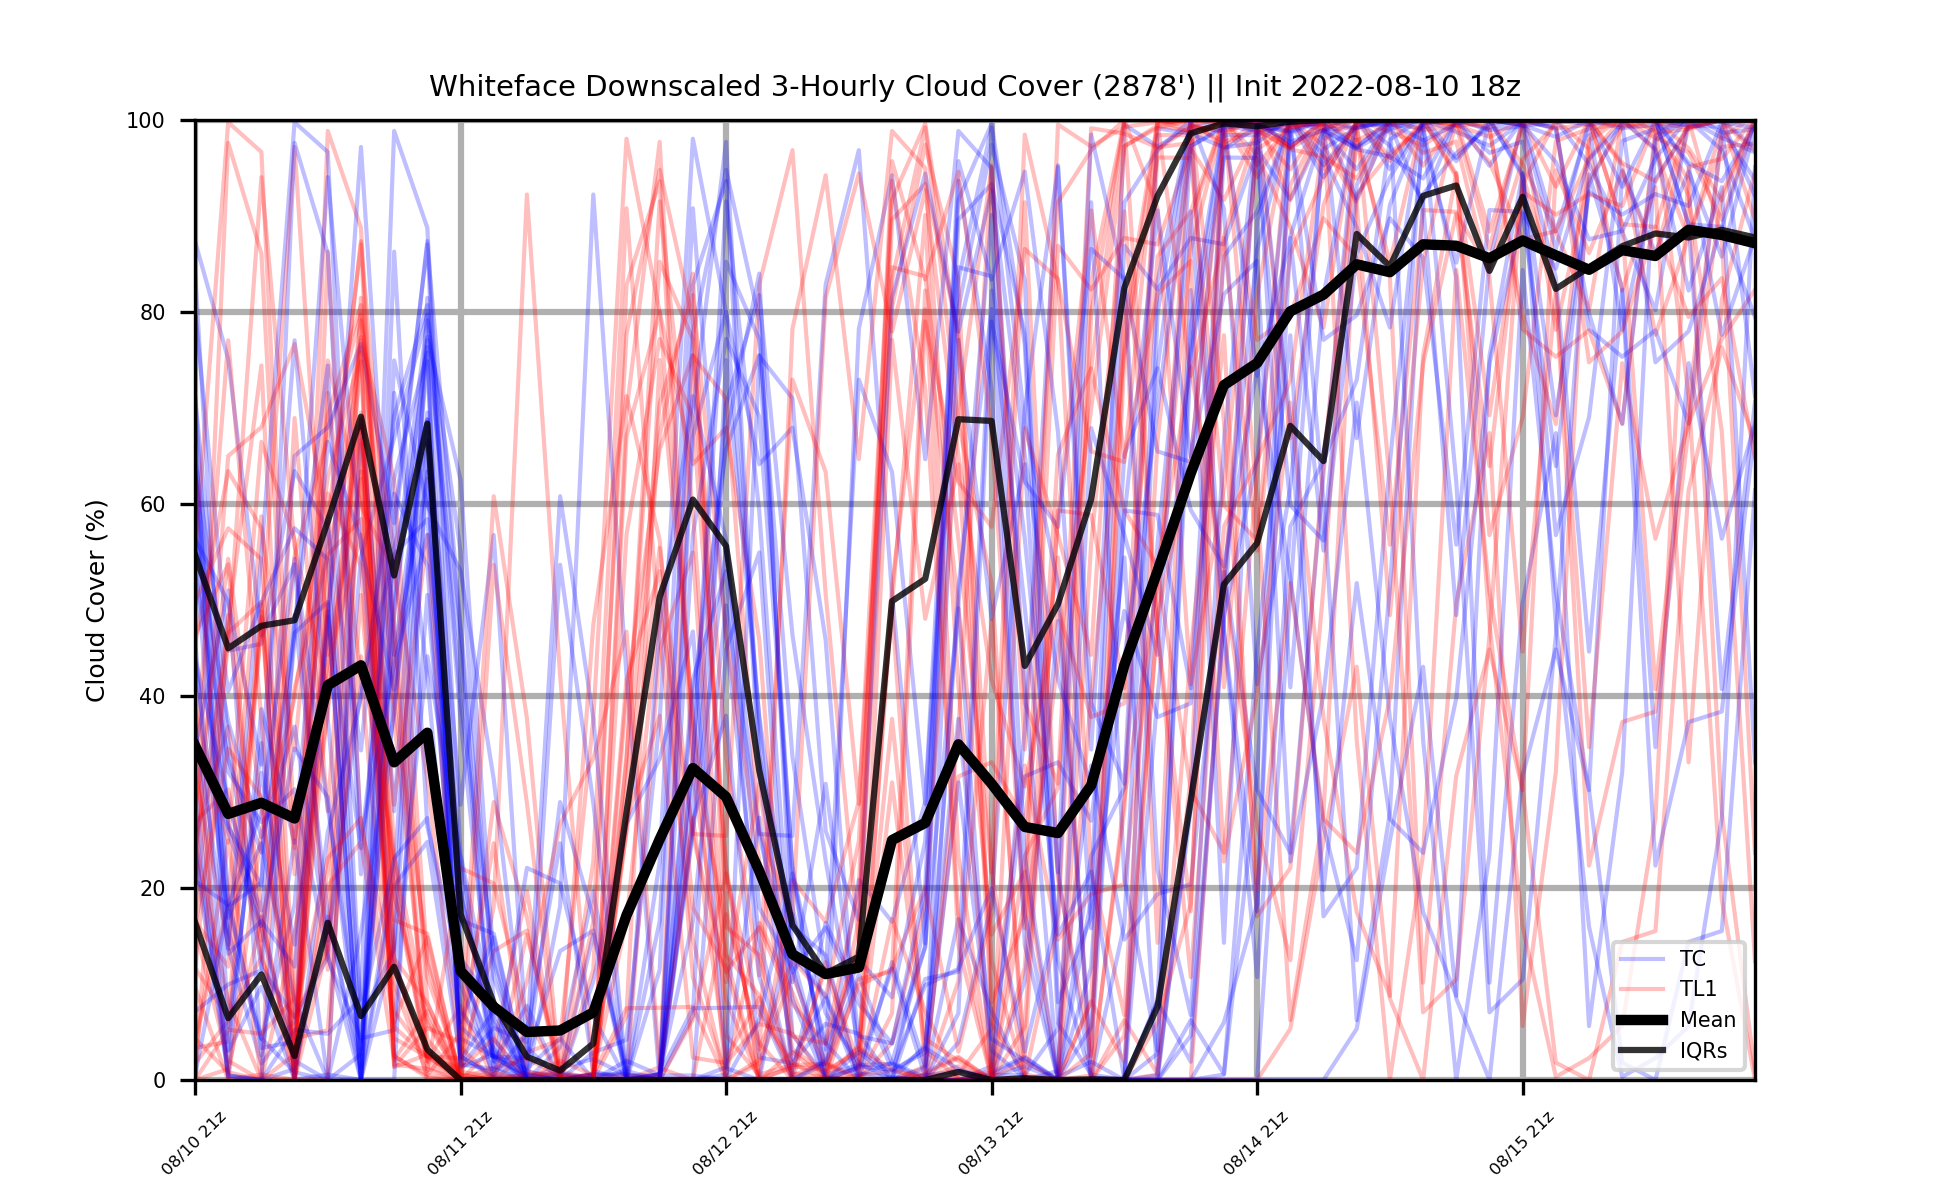 Whiteface Downscaled 3-Hourly Cloud Cover (2878') || Init 2022-08-10 18z
Cloud Cover (%)
100
80
60
40
20
0
08/10 21z
08/11 21z
08/12 21z
08/13 21z
08/14 21z
08/15 21z
TC
TL1
Mean
IQRs